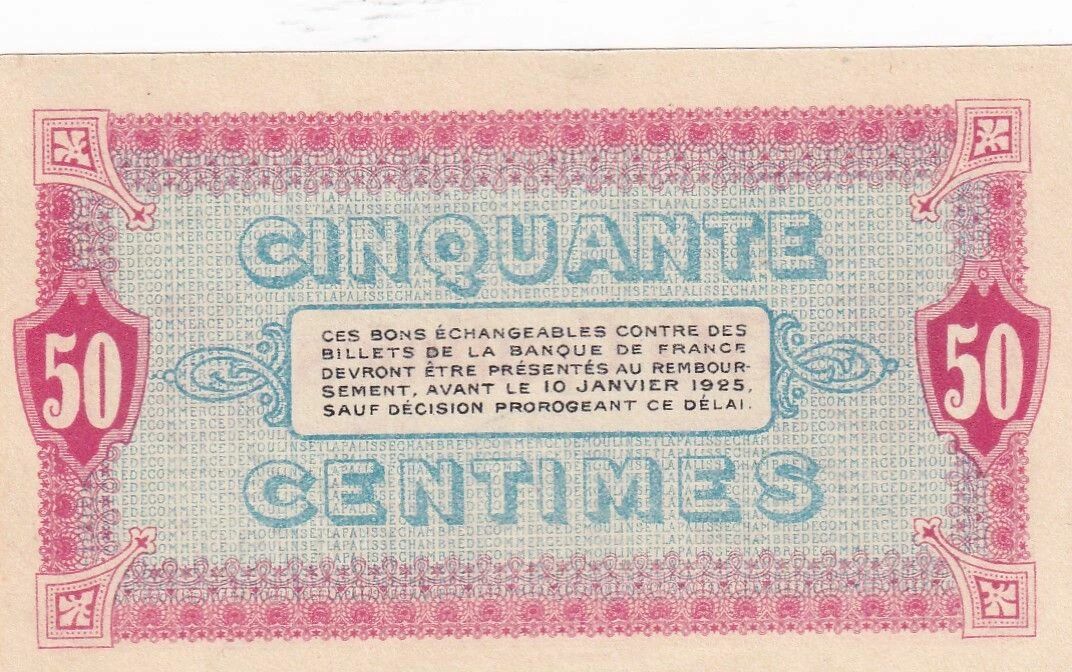 CINQUANTE
50
CES BONS ÉCHANGEABLES CONTRE DES
BILLETS DE LA BANQUE DE FRANCE
DEVRONT ÊTRE PRÉSENTÉS AU REMBOUR-
SEMENT, AVANT LE 10 JANVIER 1925,
SAUF DÉCISION PROROGEANT CE DÉLAI.
50
CENTIMES